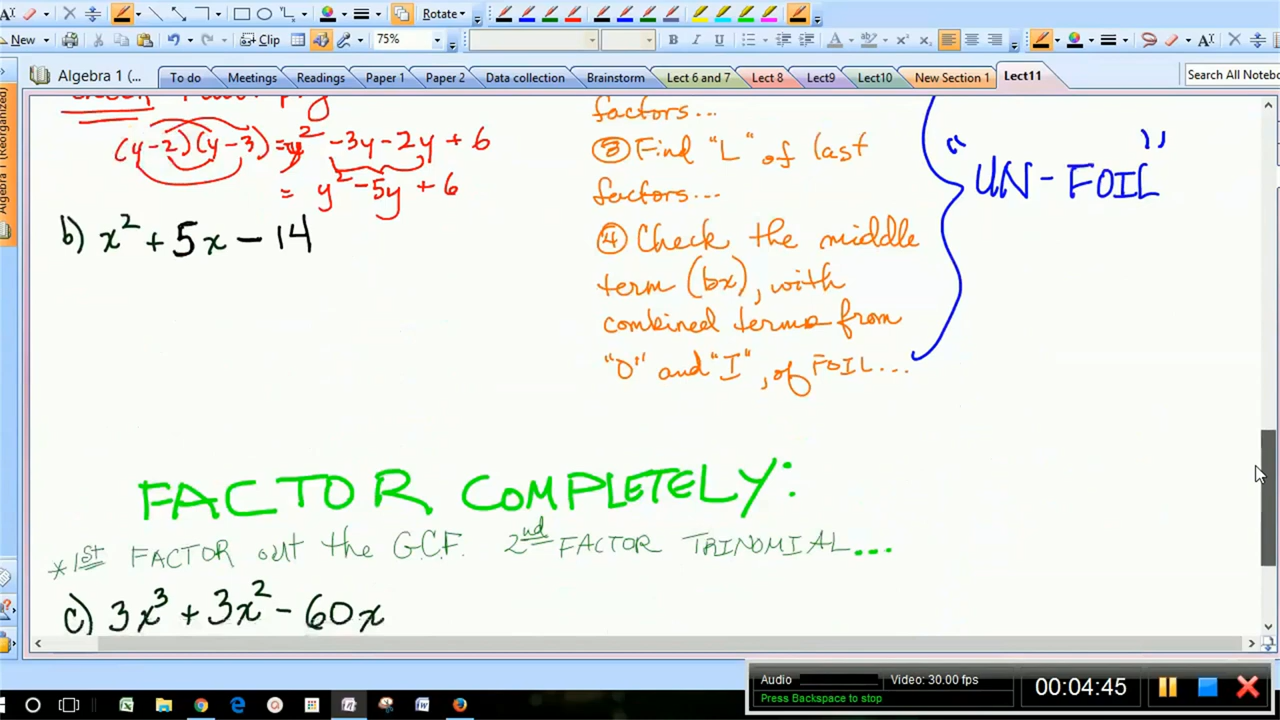 Rotate
New
Clip
75%
B I U
Algebra 1 (...
To do
Meetings
Readings
Paper 1
Paper 2
Data collection
Brainstorm
Lect 6 and 7
Lect 8
Lect9
Lect10
New Section 1
Lect11
Search All Notebo
(y-2)(y-3) = y² -3y -2y + 6
= y² -5y + 6
b) x² + 5x - 14
factors...
③ Find "L" of last
factors...
④ Check the middle
term (bx), with
combined terms from
"O" and "I", of FOIL...
"UN-FOIL"
FACTOR COMPLETELY:
*1st FACTOR out the GCF. 2nd FACTOR TRINOMIAL...
c) 3x³ + 3x² - 60x
Algebra 1 (Reorganized
Audio
Video: 30.00 fps
Press Backspace to stop
00:04:45